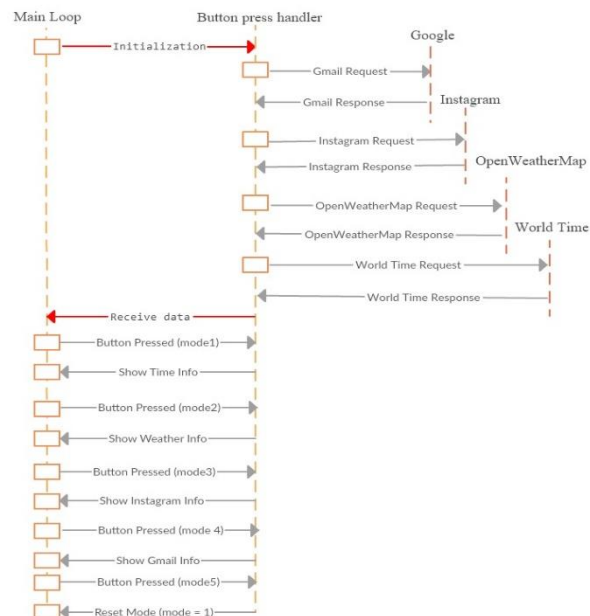 Main Loop
Button press handler
Google
Initialization
Gmail Request
Gmail Response
Instagram
Instagram Request
Instagram Response
OpenWeatherMap
OpenWeatherMap Request
OpenWeatherMap Response
World Time
World Time Request
World Time Response
Receive data
Button Pressed (mode1)
Show Time Info
Button Pressed (mode2)
Show Weather Info
Button Pressed (mode3)
Show Instagram Info
Button Pressed (mode 4)
Show Gmail Info
Button Pressed (mode5)
Reset Mode (mode = 1)